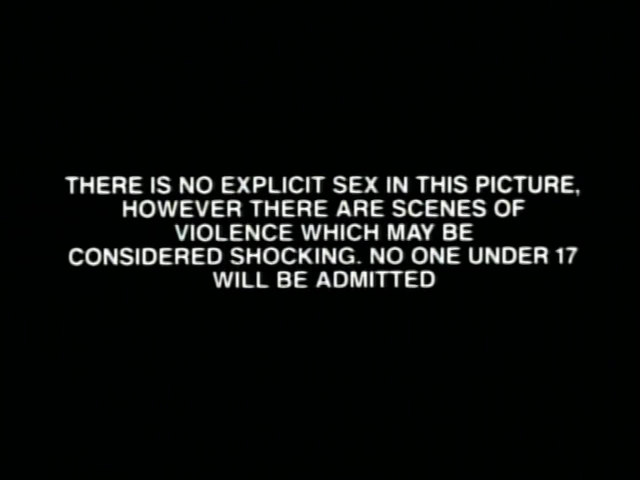 THERE IS NO EXPLICIT SEX IN THIS PICTURE,
HOWEVER THERE ARE SCENES OF
VIOLENCE WHICH MAY BE
CONSIDERED SHOCKING. NO ONE UNDER 17
WILL BE ADMITTED